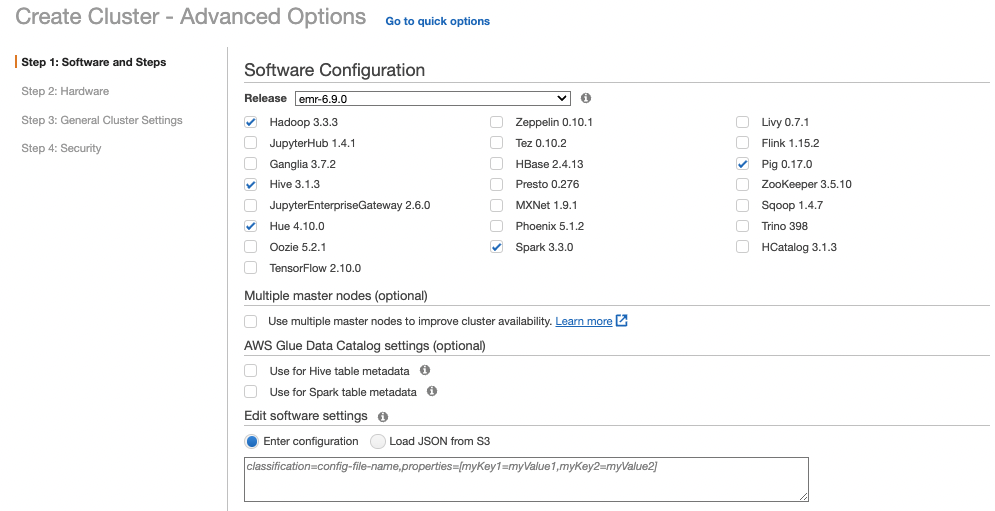 Create Cluster - Advanced Options Go to quick options
Step 1: Software and Steps
Step 2: Hardware
Step 3: General Cluster Settings
Step 4: Security
Software Configuration
Release emr-6.9.0
Hadoop 3.3.3 Zeppelin 0.10.1 Livy 0.7.1
JupyterHub 1.4.1 Tez 0.10.2 Flink 1.15.2
Ganglia 3.7.2 HBase 2.4.13 Pig 0.17.0
Hive 3.1.3 Presto 0.276 ZooKeeper 3.5.10
JupyterEnterpriseGateway 2.6.0 MXNet 1.9.1 Sqoop 1.4.7
Hue 4.10.0 Phoenix 5.1.2 Trino 398
Oozie 5.2.1 Spark 3.3.0 HCatalog 3.1.3
TensorFlow 2.10.0
Multiple master nodes (optional)
Use multiple master nodes to improve cluster availability. Learn more
AWS Glue Data Catalog settings (optional)
Use for Hive table metadata
Use for Spark table metadata
Edit software settings
Enter configuration Load JSON from S3
classification=config-file-name,properties=[myKey1=myValue1,myKey2=myValue2]